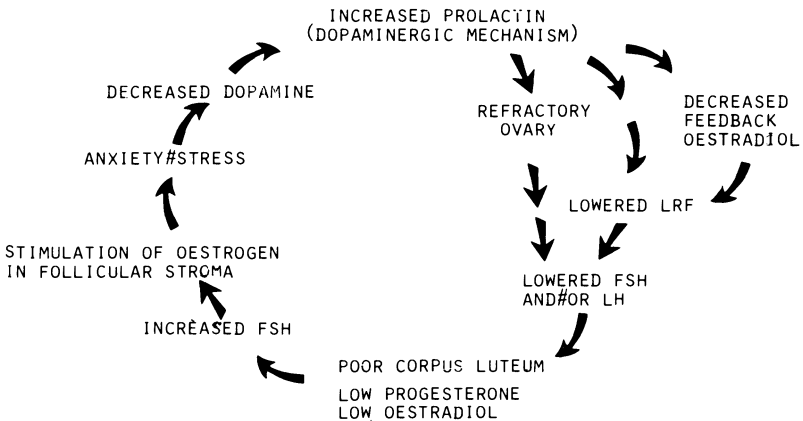 INCREASED PROLACTIN
(DOPAMINERGIC MECHANISM)
DECREASED DOPAMINE
REFRACTORY
OVARY
DECREASED
FEEDBACK
OESTRADIOL
ANXIETY#STRESS
LOWERED LRF
STIMULATION OF OESTROGEN
IN FOLLICULAR STROMA
LOWERED FSH
AND#OR LH
INCREASED FSH
POOR CORPUS LUTEUM
LOW PROGESTERONE
LOW OESTRADIOL